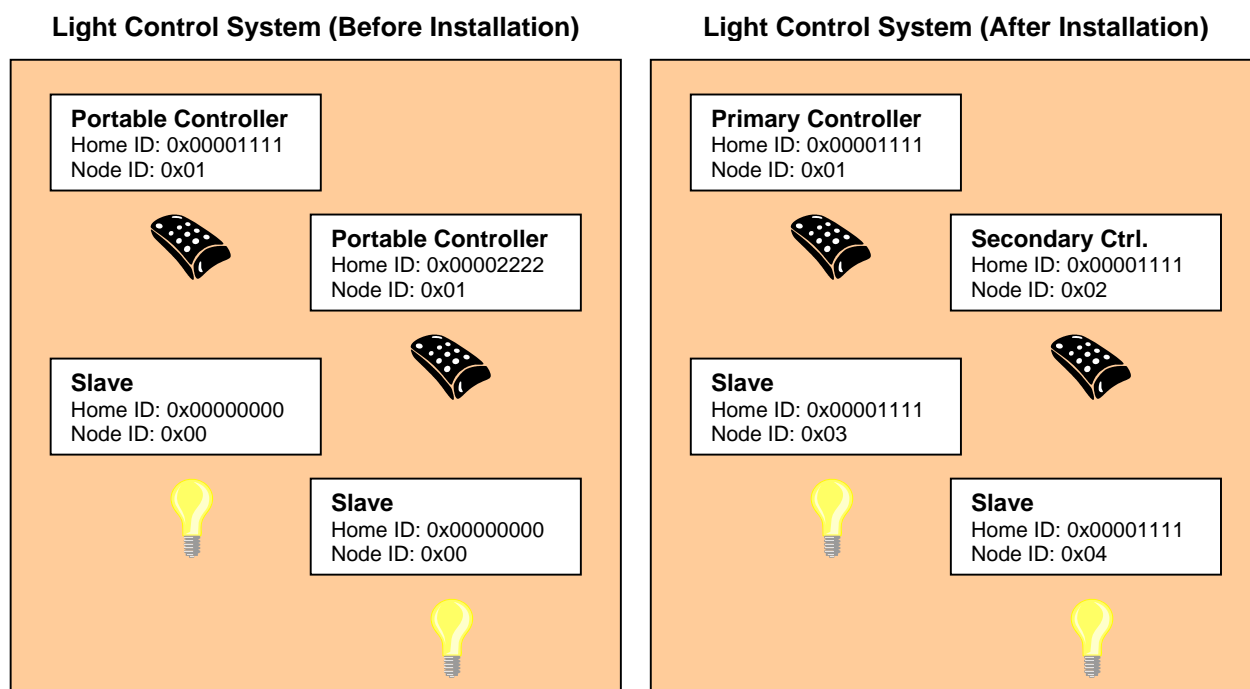 Light Control System (Before Installation)
Portable Controller
Home ID: 0x00001111
Node ID: 0x01
Portable Controller
Home ID: 0x00002222
Node ID: 0x01
Slave
Home ID: 0x00000000
Node ID: 0x00
Slave
Home ID: 0x00000000
Node ID: 0x00
Light Control System (After Installation)
Primary Controller
Home ID: 0x00001111
Node ID: 0x01
Secondary Ctrl.
Home ID: 0x00001111
Node ID: 0x02
Slave
Home ID: 0x00001111
Node ID: 0x03
Slave
Home ID: 0x00001111
Node ID: 0x04